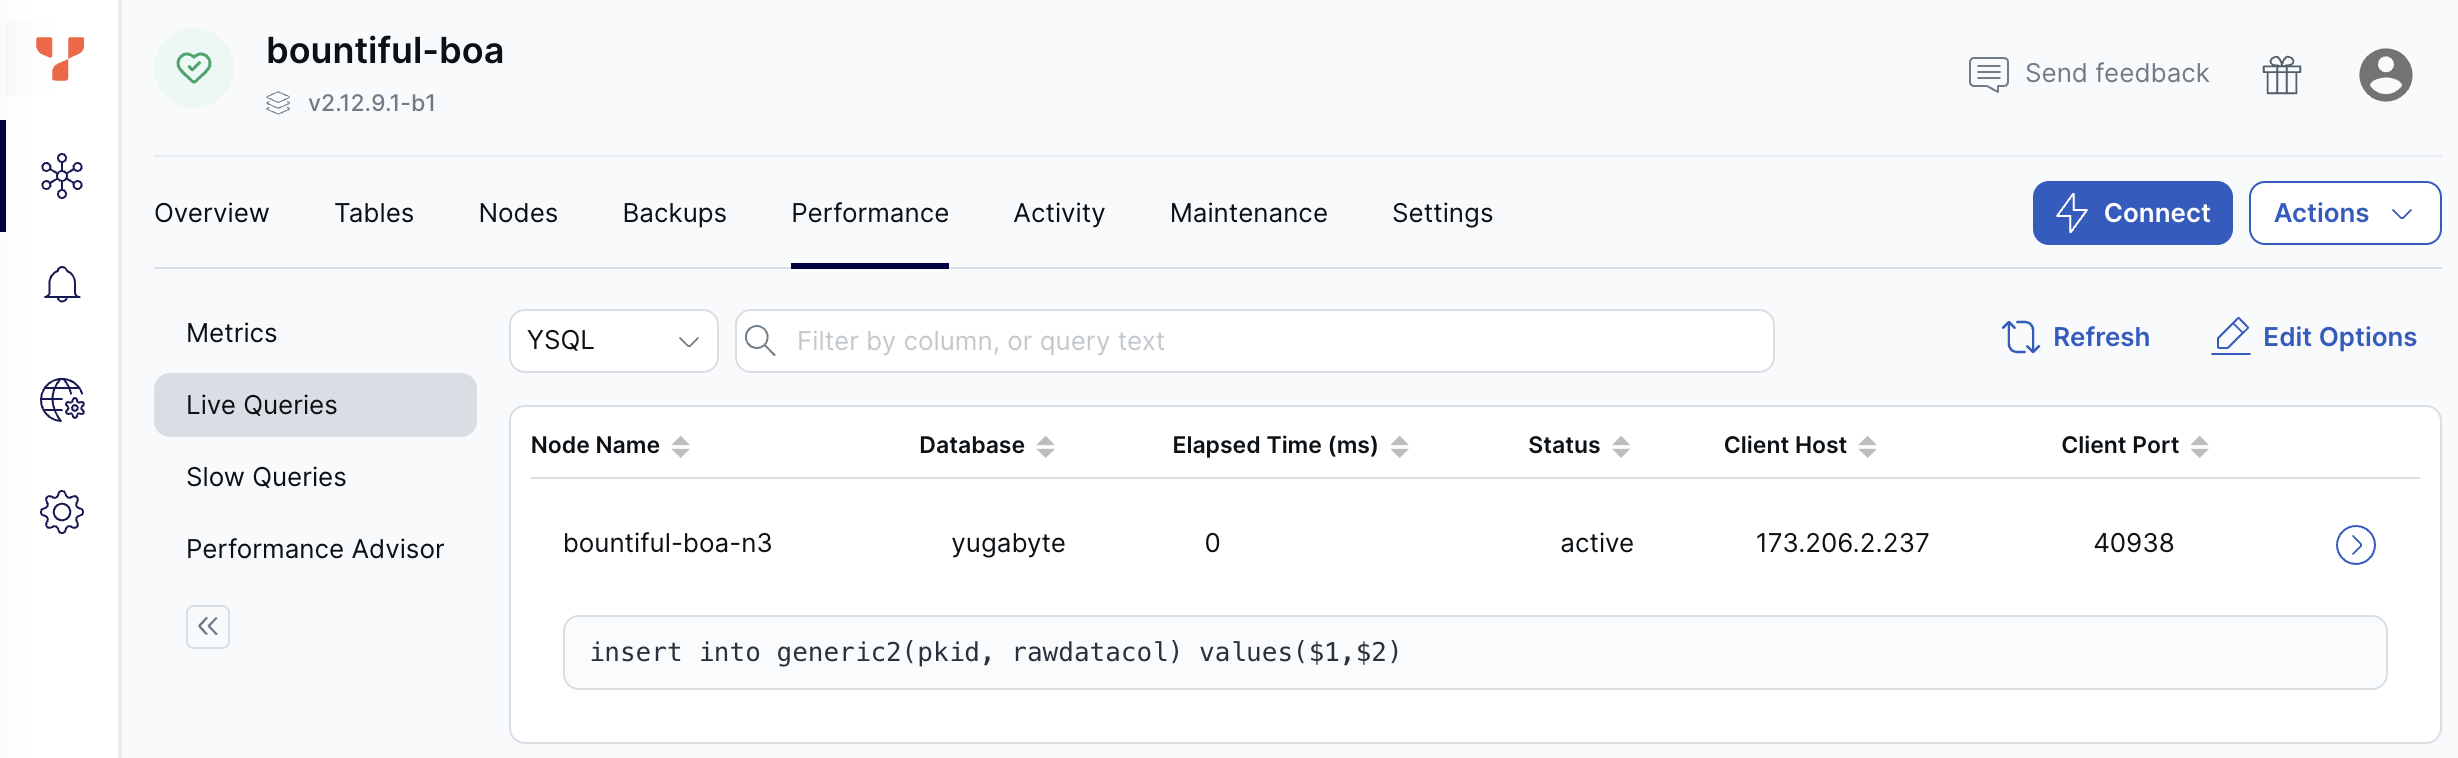 bountiful-boa
v2.12.9.1-b1
Send feedback
Overview Tables Nodes Backups Performance Activity Maintenance Settings Connect Actions
Metrics
Live Queries
Slow Queries
Performance Advisor
YSQL Filter by column, or query text Refresh Edit Options
Node Name Database Elapsed Time (ms) Status Client Host Client Port
bountiful-boa-n3 yugabyte 0 active 173.206.2.237 40938
insert into generic2(pkid, rawdatacol) values($1,$2)